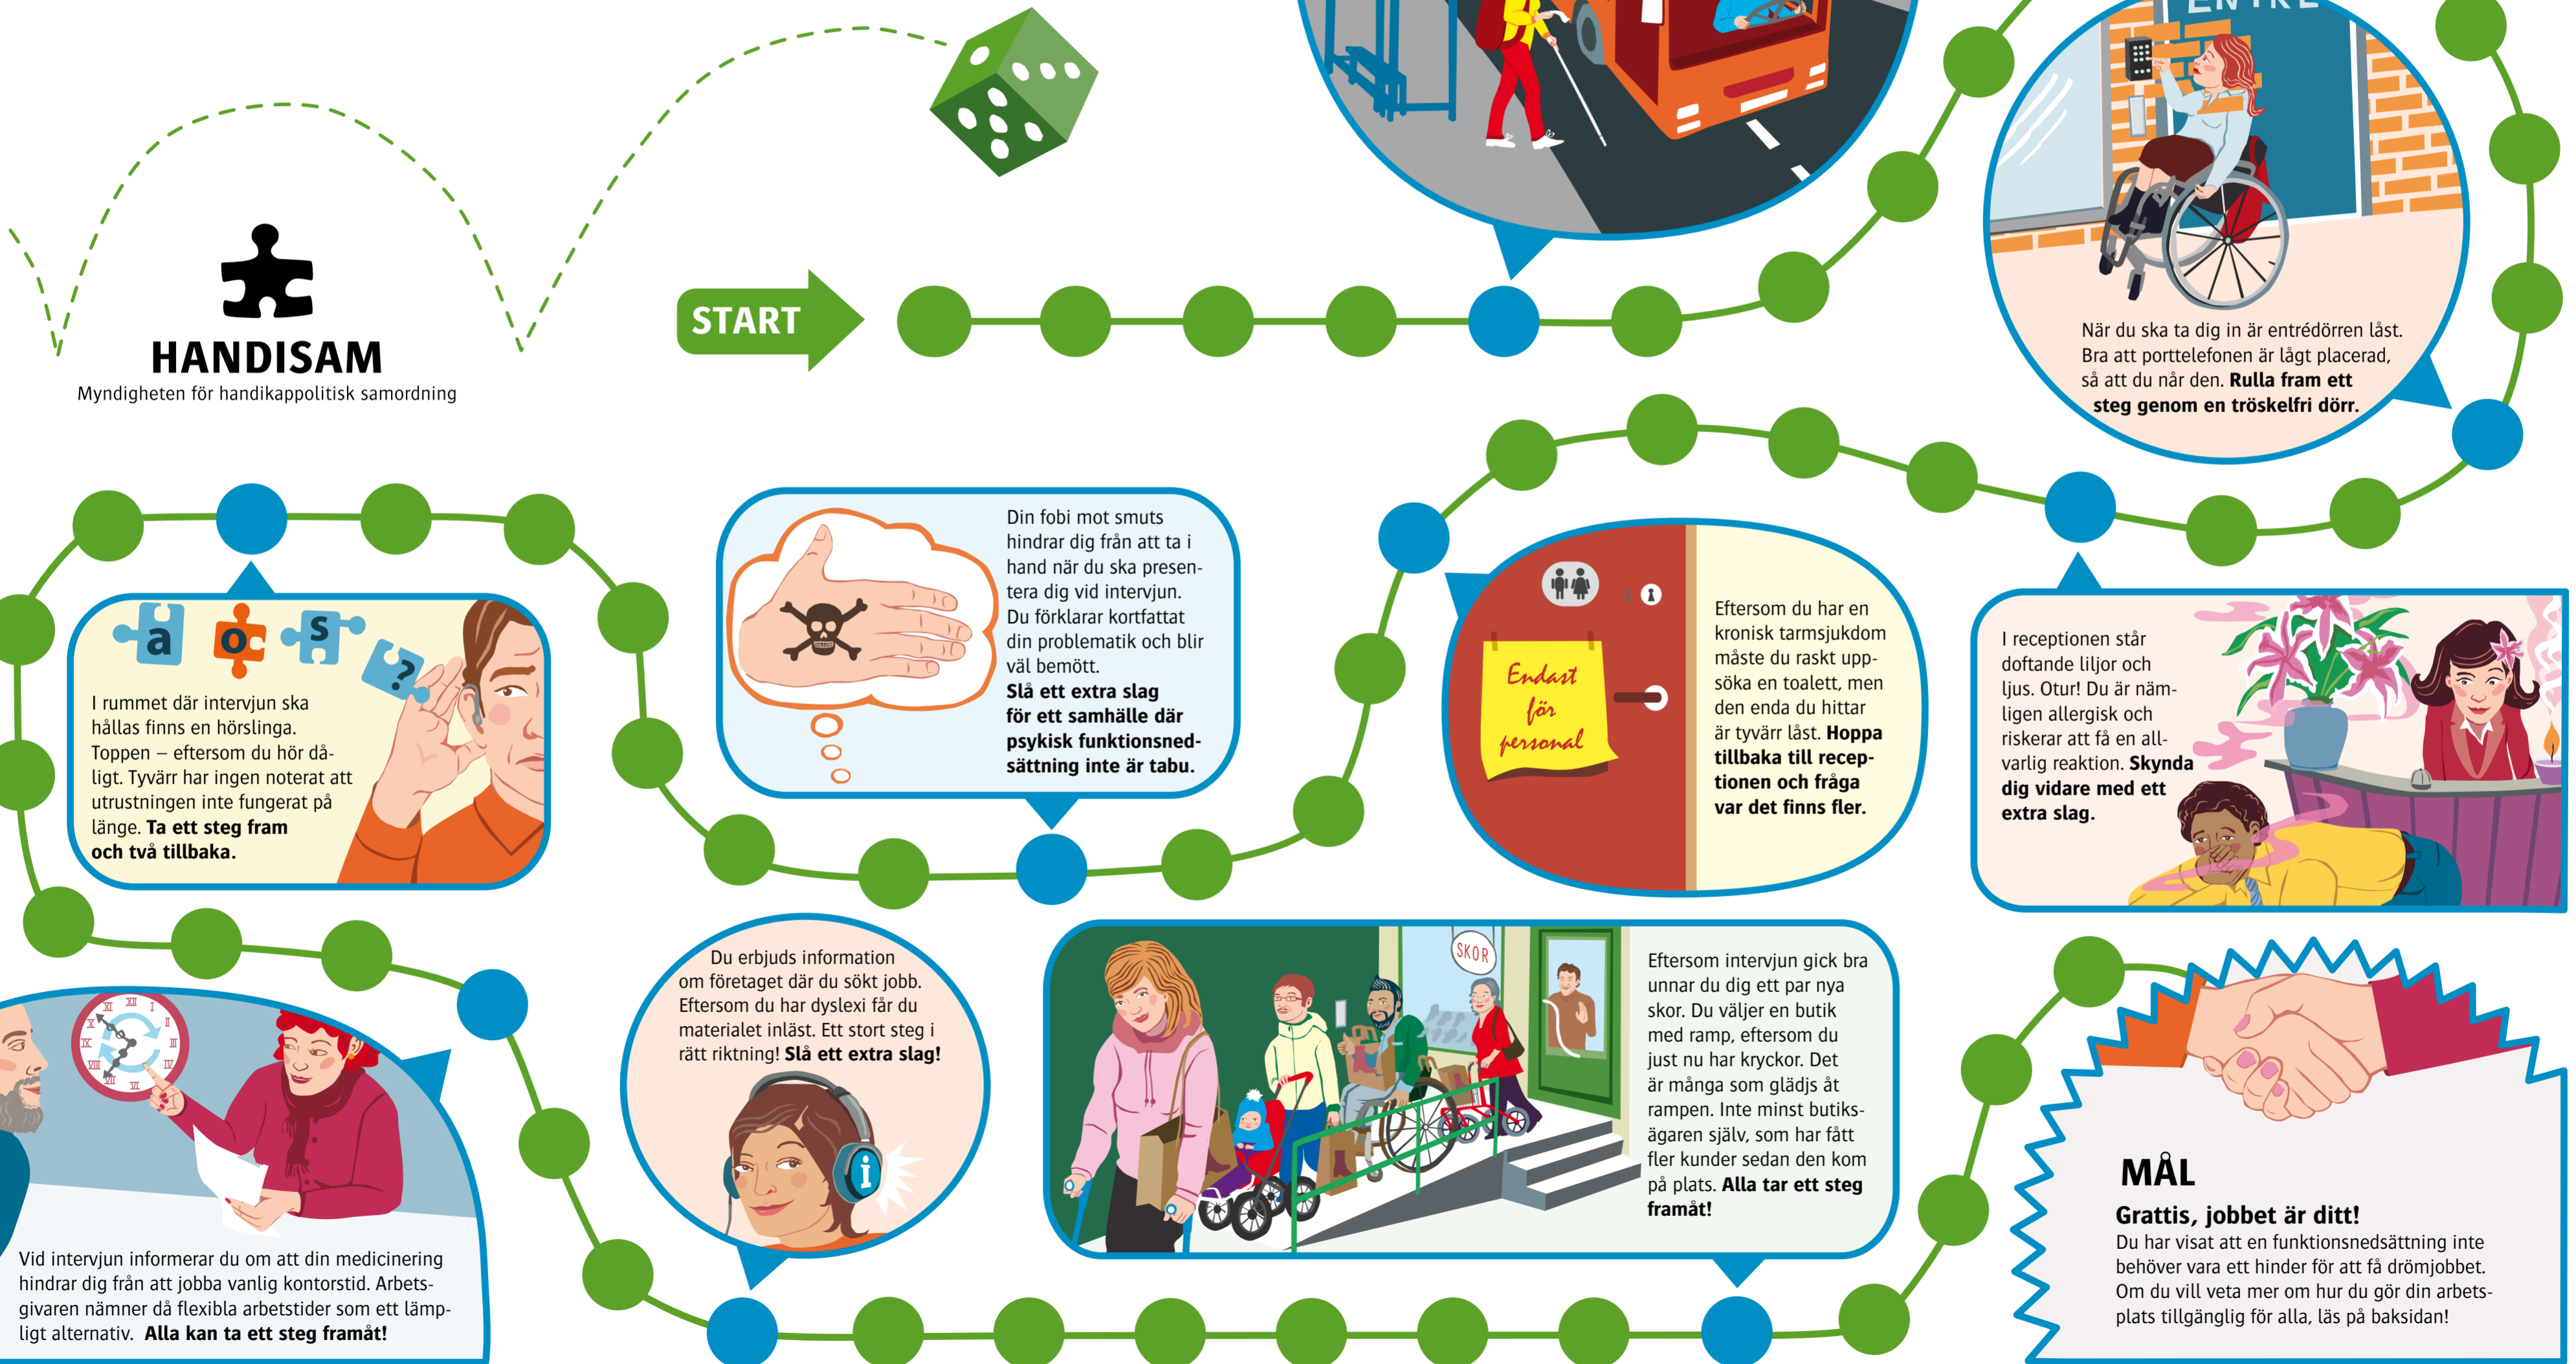 ENTRE
HANDISAM
Myndigheten för handikappolitisk samordning
START
När du ska ta dig in är entrédörren låst.
Bra att porttelefonen är lågt placerad,
så att du når den. Rulla fram ett
steg genom en tröskelfri dörr.
a o s ?
I rummet där intervjun ska
hållas finns en hörslinga.
Toppen – eftersom du hör då-
ligt. Tyvärr har ingen noterat att
utrustningen inte fungerat på
länge. Ta ett steg fram
och två tillbaka.
Din fobi mot smuts
hindrar dig från att ta i
hand när du ska presen-
tera dig vid intervjun.
Du förklarar kortfattat
din problematik och blir
väl bemött.
Slå ett extra slag
för ett samhälle där
psykisk funktionsned-
sättning inte är tabu.
Endast
för
personal
Eftersom du har en
kronisk tarmsjukdom
måste du raskt upp-
söka en toalett, men
den enda du hittar
är tyvärr låst. Hoppa
tillbaka till recep-
tionen och fråga
var det finns fler.
I receptionen står
doftande liljor och
ljus. Otur! Du är näm-
ligen allergisk och
riskerar att få en all-
varlig reaktion. Skynda
dig vidare med ett
extra slag.
XII I II III IV VI VII VIII IX X XI
Vid intervjun informerar du om att din medicinering
hindrar dig från att jobba vanlig kontorstid. Arbets-
givaren nämner då flexibla arbetstider som ett lämp-
ligt alternativ. Alla kan ta ett steg framåt!
Du erbjuds information
om företaget där du sökt jobb.
Eftersom du har dyslexi får du
materialet inläst. Ett stort steg i
rätt riktning! Slå ett extra slag!
i
SKOR
Eftersom intervjun gick bra
unnar du dig ett par nya
skor. Du väljer en butik
med ramp, eftersom du
just nu har kryckor. Det
är många som glädjs åt
rampen. Inte minst butiks-
ägaren själv, som har fått
fler kunder sedan den kom
på plats. Alla tar ett steg
framåt!
MÅL
Grattis, jobbet är ditt!
Du har visat att en funktionsnedsättning inte
behöver vara ett hinder för att få drömjobbet.
Om du vill veta mer om hur du gör din arbets-
plats tillgänglig för alla, läs på baksidan!